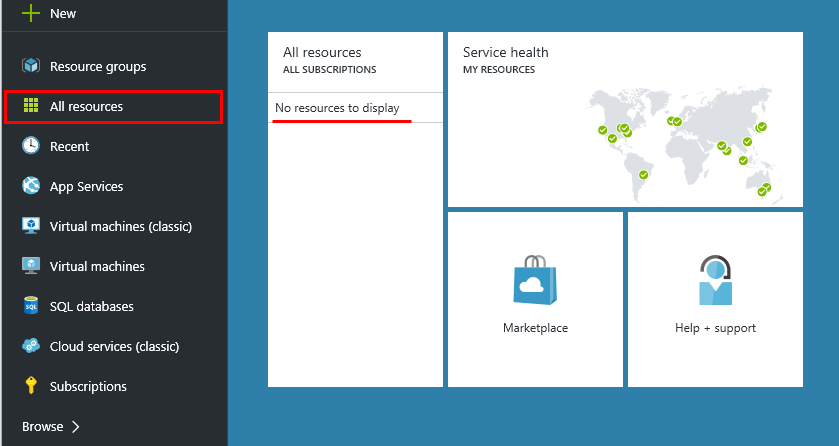 New
Resource groups
All resources
Recent
App Services
Virtual machines (classic)
Virtual machines
SQL databases
SQL
Cloud services (classic)
Subscriptions
Browse
All resources
ALL SUBSCRIPTIONS
No resources to display
Service health
MY RESOURCES
Marketplace
Help + support